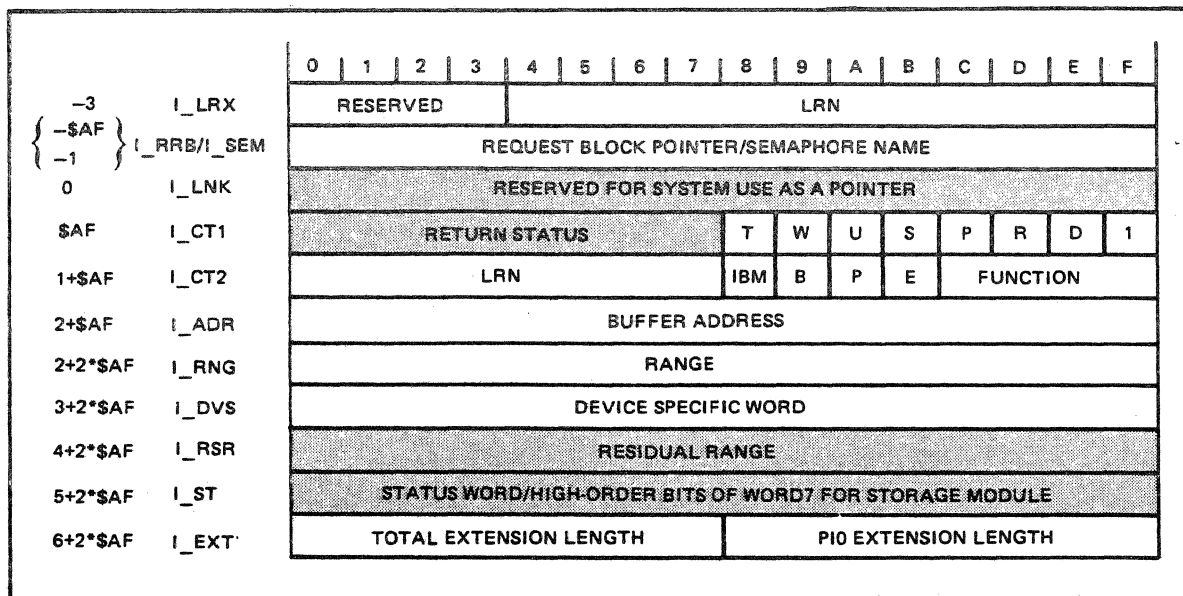 0 1 2 3 4 5 6 7 8 9 A B C D E F
-3 I_LRX RESERVED LRN
{ -$AF -1 } I_RRB/I_SEM REQUEST BLOCK POINTER/SEMAPHORE NAME
0 I_LNK RESERVED FOR SYSTEM USE AS A POINTER
$AF I_CT1 RETURN STATUS T W U S P R D 1
1+$AF I_CT2 LRN IBM B P E FUNCTION
2+$AF I_ADR BUFFER ADDRESS
2+2*$AF I_RNG RANGE
3+2*$AF I_DVS DEVICE SPECIFIC WORD
4+2*$AF I_RSR RESIDUAL RANGE
5+2*$AF I_ST STATUS WORD/HIGH-ORDER BITS OF WORD7 FOR STORAGE MODULE
6+2*$AF I_EXT TOTAL EXTENSION LENGTH PI0 EXTENSION LENGTH